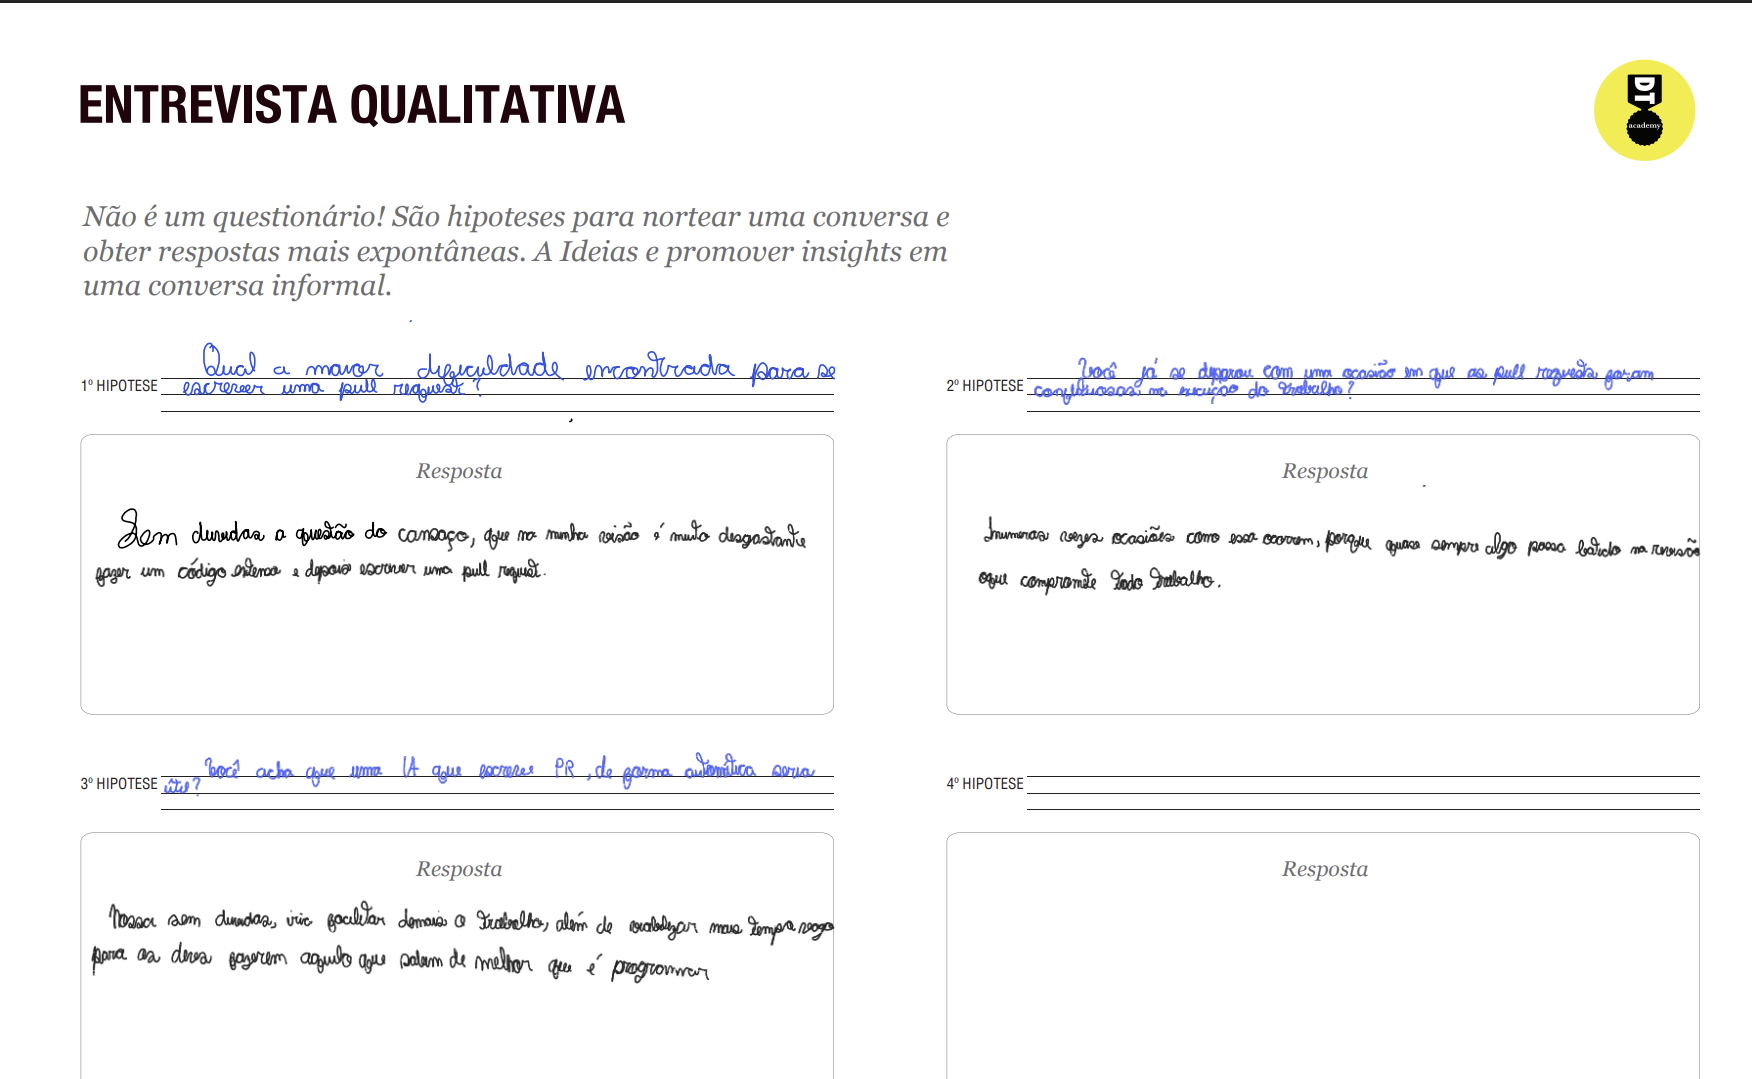 ENTREVISTA QUALITATIVA
DT
academy
Não é um questionário! São hipoteses para nortear uma conversa e
obter respostas mais expontâneas. A Ideias e promover insights em
uma conversa informal.
1º HIPOTESE
Qual a maior dificuldade encontrada para se
escrever uma pull request?
Resposta
Sem duvidas a questão do cansaço, que na minha visão é muito desgastante
fazer um código extenso e depois escrever uma pull request.
2º HIPOTESE
Você já se deparou com uma ocasião em que as pull requests foram
conflituosas na execução do trabalho?
Resposta
Inumeras vezes ocasiões como essa ocorrem, porque quase sempre algo passa batido na revisão
oque compromete todo trabalho.
3º HIPOTESE
Você acha que uma IA que escreve PR, de forma automática seria
útil?
Resposta
Nossa sem duvidas, iria facilitar demais o trabalho, além de mais tempo
para os devs fazerem aquilo que sabem de melhor que é programar
4º HIPOTESE
Resposta